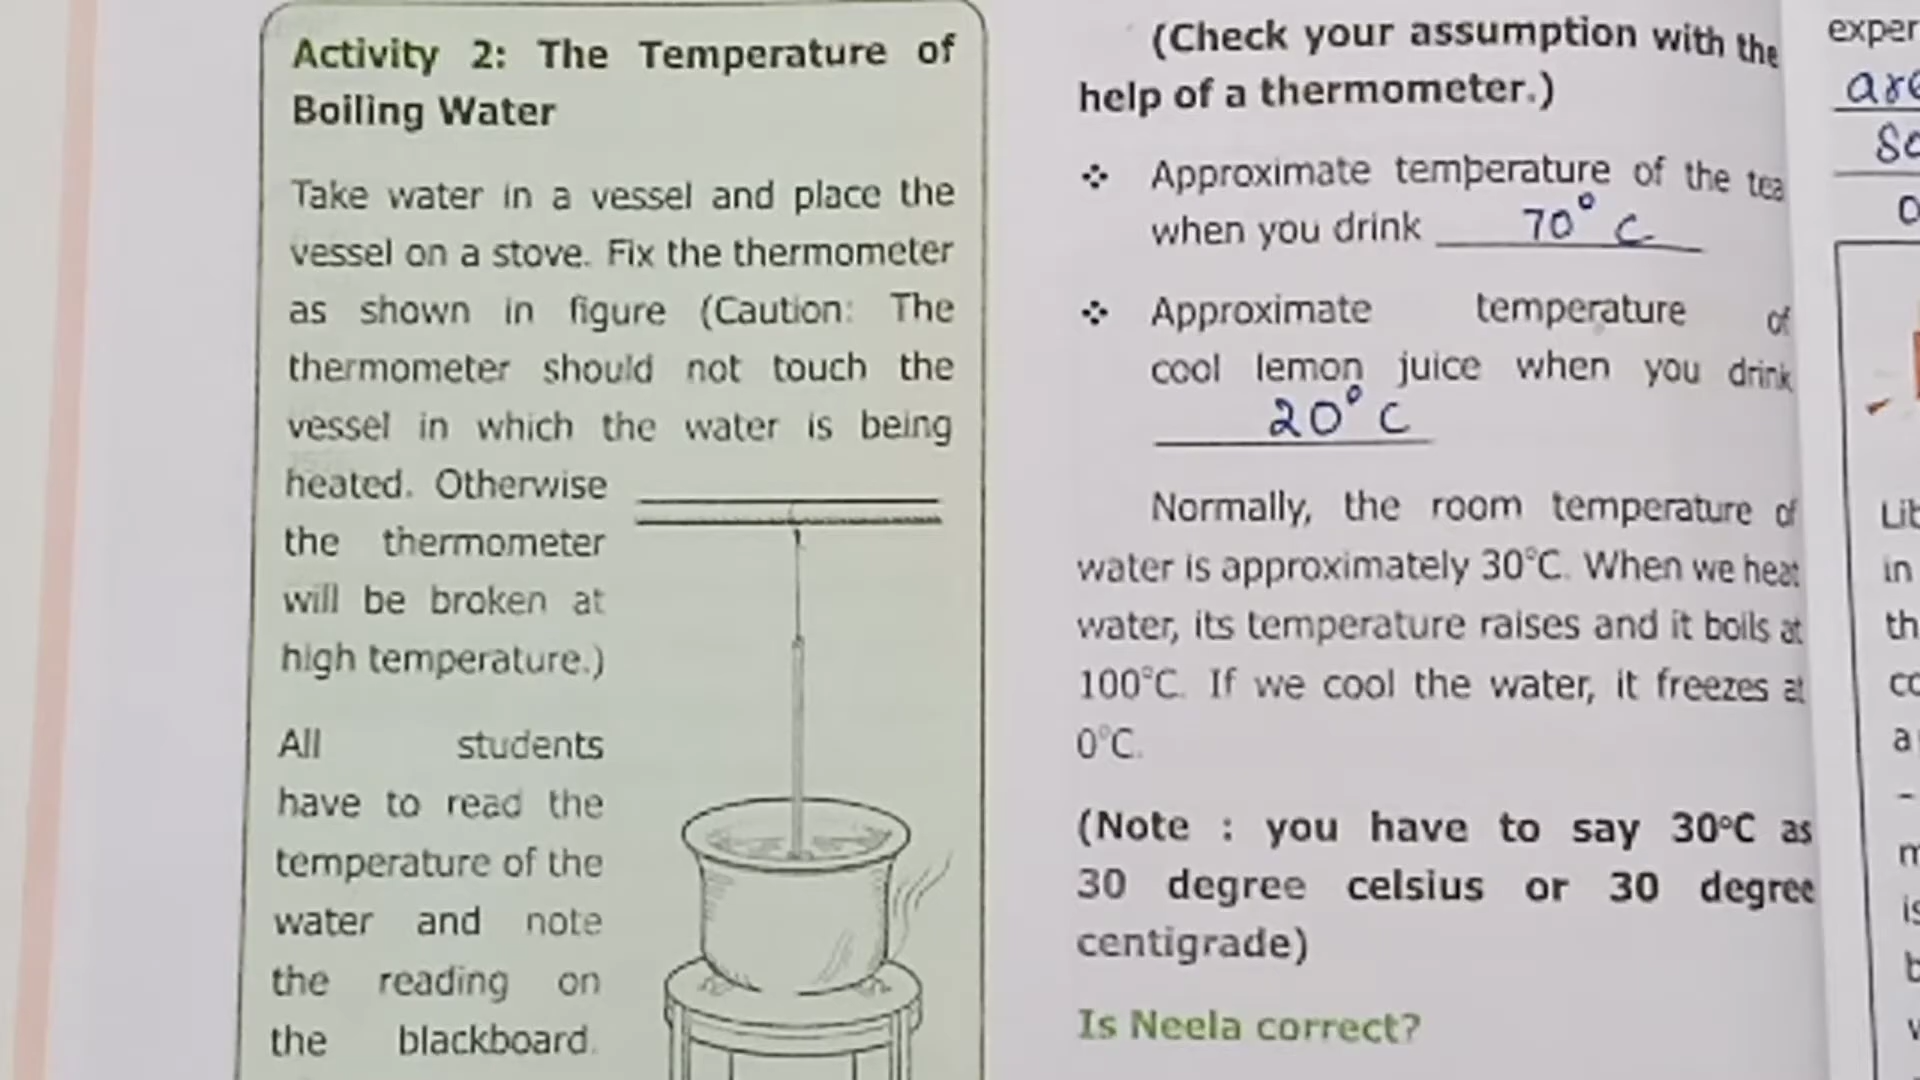 Activity 2: The Temperature of
Boiling Water
Take water in a vessel and place the
vessel on a stove. Fix the thermometer
as shown in figure (Caution: The
thermometer should not touch the
vessel in which the water is being
heated. Otherwise
the thermometer
will be broken at
high temperature.)
All students
have to read the
temperature of the
water and note
the reading on
the blackboard.
(Check your assumption with the
help of a thermometer.)
❖ Approximate temperature of the tea
when you drink 70° C
❖ Approximate temperature of
cool lemon juice when you drink
20° C
Normally, the room temperature of
water is approximately 30°C. When we heat
water, its temperature raises and it boils at
100°C. If we cool the water, it freezes at
0°C.
(Note : you have to say 30°C as
30 degree celsius or 30 degree
centigrade)
Is Neela correct?
in